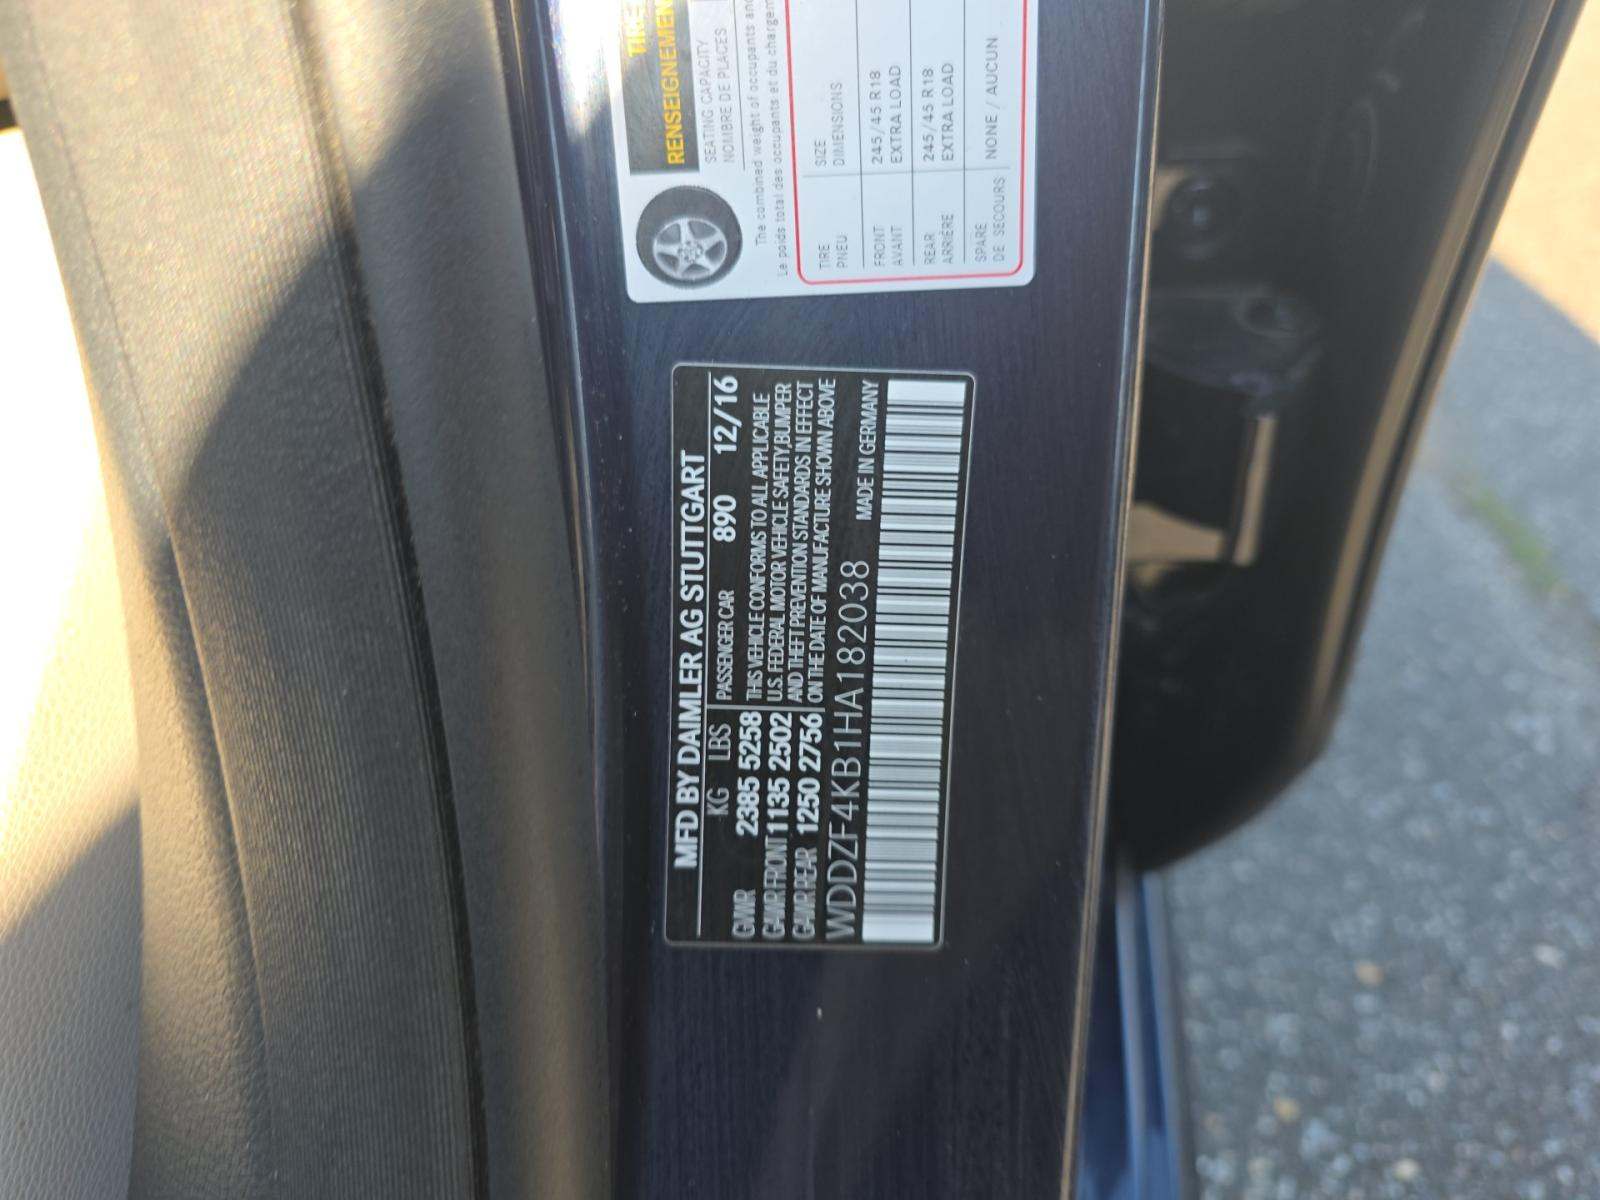 TIRE
RENSEIGNEMEN
SEATING CAPACITY
NOMBRE DE PLACES
The combined weight of occupants and
Le poids total des occupants et du chargem
TIRE SIZE
PNEU DIMENSIONS
FRONT 245/45 R18
AVANT EXTRA LOAD
REAR 245/45 R18
ARRIÈRE EXTRA LOAD
SPARE NONE / AUCUN
DE SECOURS
MFD BY DAIMLER AG STUTTGART
KG LBS PASSENGER CAR 890 12/16
GVWR 2385 5258 THIS VEHICLE CONFORMS TO ALL APPLICABLE
GAWR FRONT 1135 2502 U.S. FEDERAL MOTOR VEHICLE SAFETY,BUMPER
GAWR REAR 1250 2756 AND THEFT PREVENTION STANDARDS IN EFFECT
ON THE DATE OF MANUFACTURE SHOWN ABOVE
WDDZF4KB1HA182038 MADE IN GERMANY